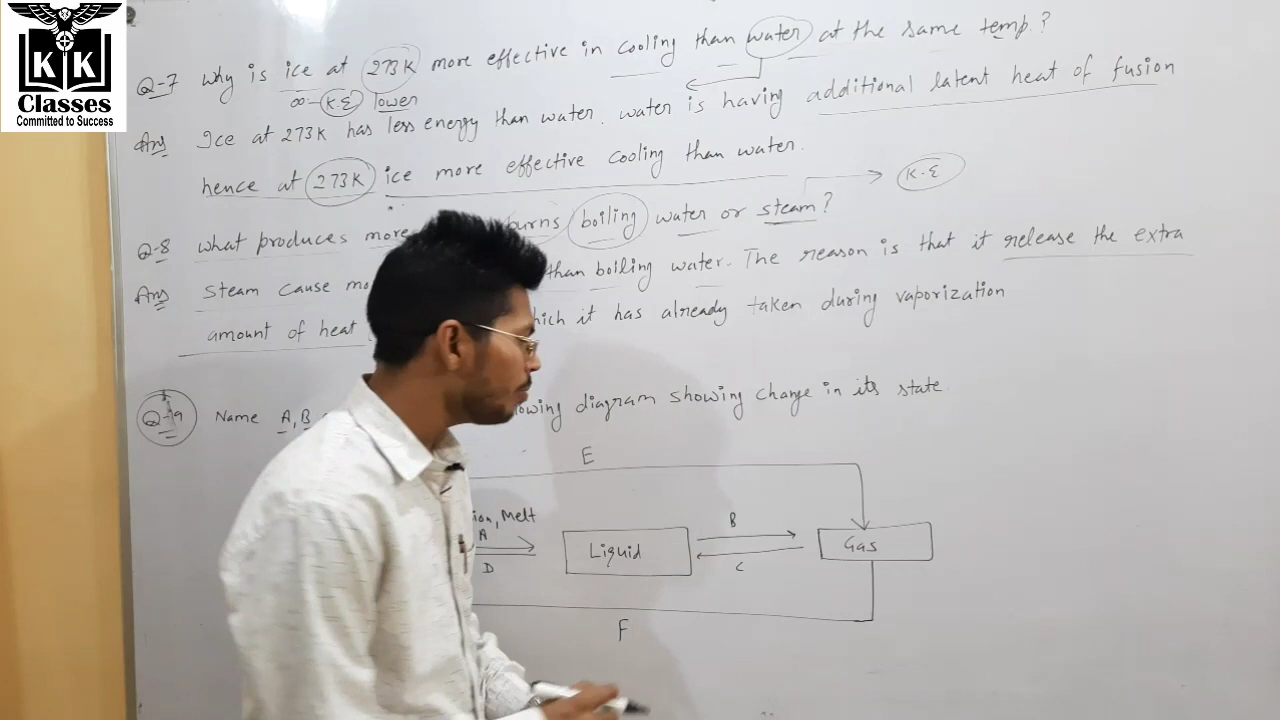 KK
Classes
Committed to Success
Q-7 Why is ice at 273K more effective in cooling than water at the same temp?
K.E lower
Ans Ice at 273K has less energy than water. water is having additional latent heat of fusion
hence at 273K ice more effective cooling than water.
K.E
Q-8 what produces more burns boiling water or steam?
Ans Steam cause mo than boiling water. The reason is that it release the extra
amount of heat hich it has already taken during vaporization
Q-9 Name A, B owing diagram showing change in its state
E
ion, Melt
A
B
Liquid
Gas
D
C
F